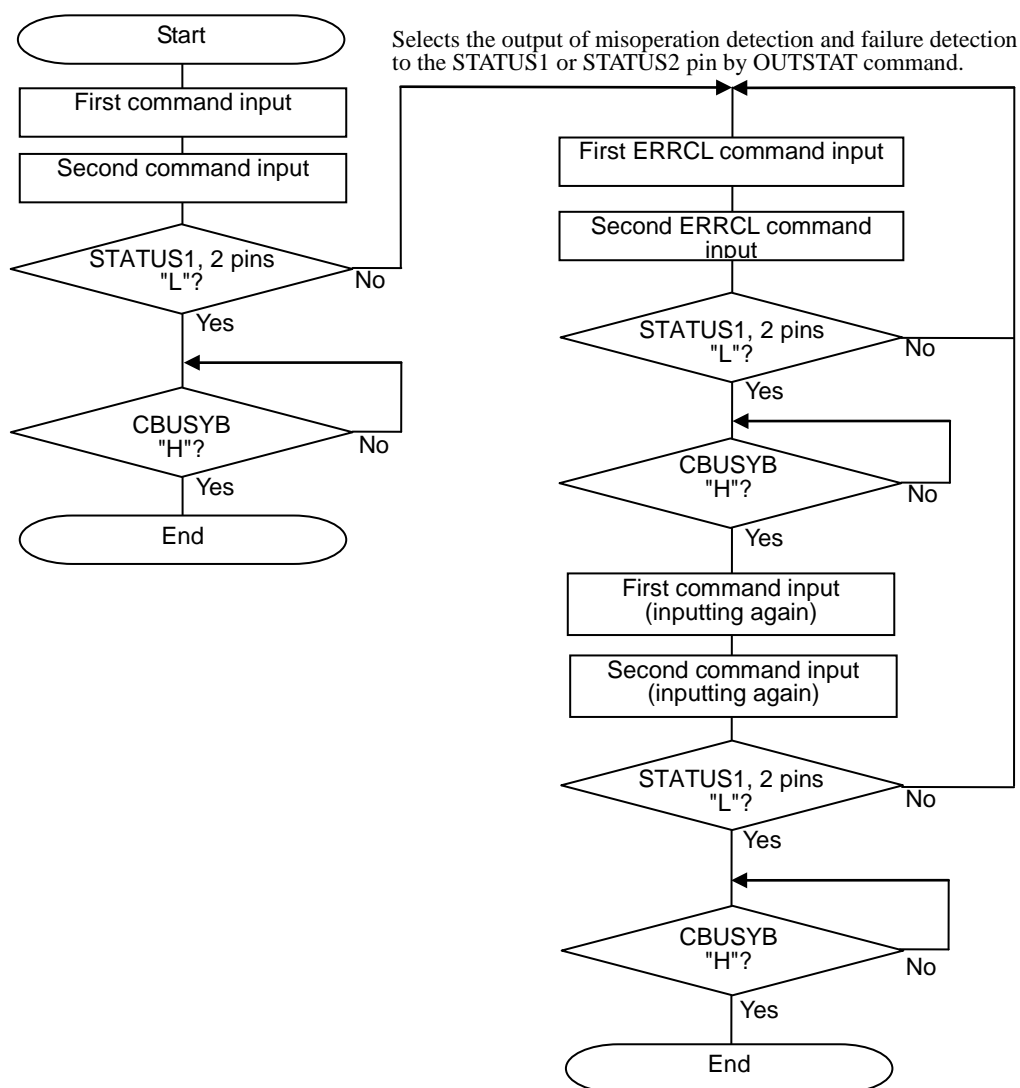 Start
First command input
Second command input
STATUS1, 2 pins
"L"?
No
Yes
CBUSYB
"H"?
No
Yes
End
Selects the output of misoperation detection and failure detection
to the STATUS1 or STATUS2 pin by OUTSTAT command.
First ERRCL command input
Second ERRCL command
input
STATUS1, 2 pins
"L"?
No
Yes
CBUSYB
"H"?
No
Yes
First command input
(inputting again)
Second command input
(inputting again)
STATUS1, 2 pins
"L"?
No
Yes
CBUSYB
"H"?
No
Yes
End